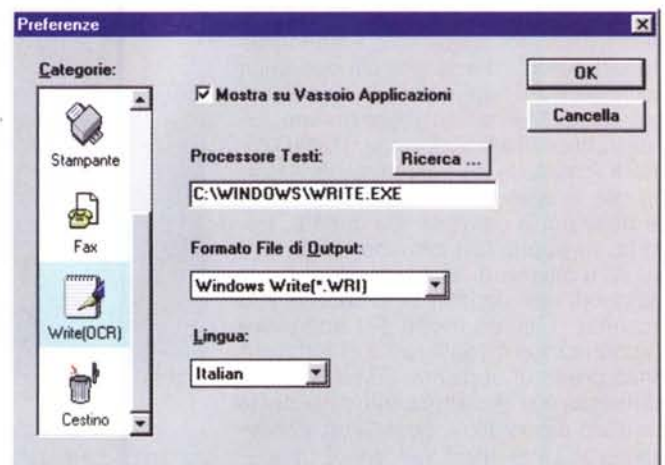 Preferenze
Categorie:
Stampante
Fax
Write(OCR)
Cestino
Mostra su Vassoio Applicazioni
Processore Testi:
Ricerca ...
C:\WINDOWS\WRITE.EXE
Formato File di Output:
Windows Write(*.WRI)
Lingua:
Italian
OK
Cancella